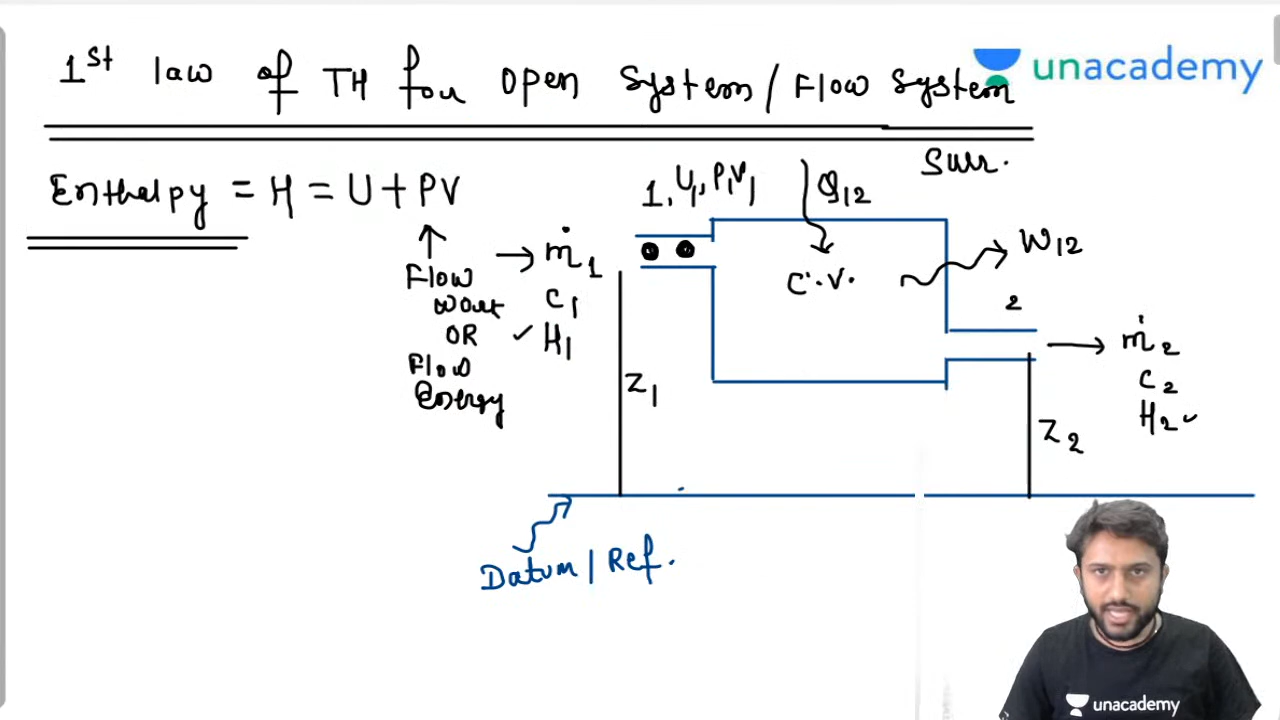 1st law of TH for open System/Flow System
unacademy
Enthalpy = H = U + PV
Flow
work
OR
Flow
Energy
1, U1, P1V1
Q12
Surr.
→ ṁ1
C1
✓ H1
C.V.
W12
2
→ ṁ2
C2
H2 ✓
Z1
Z2
Datum / Ref.
unacademy